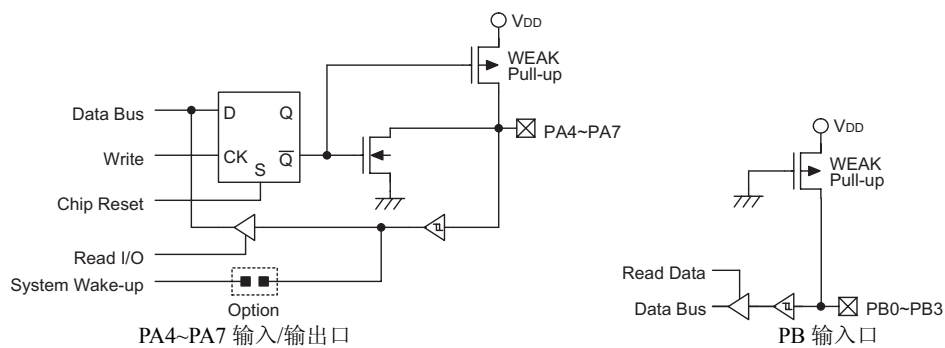 VDD
WEAK
Pull-up
Data Bus
D
Q
PA4~PA7
Write
CK
Q
S
Chip Reset
Read I/O
System Wake-up
Option
PA4~PA7 输入/输出口
VDD
WEAK
Pull-up
Read Data
Data Bus
PB0~PB3
PB 输入口